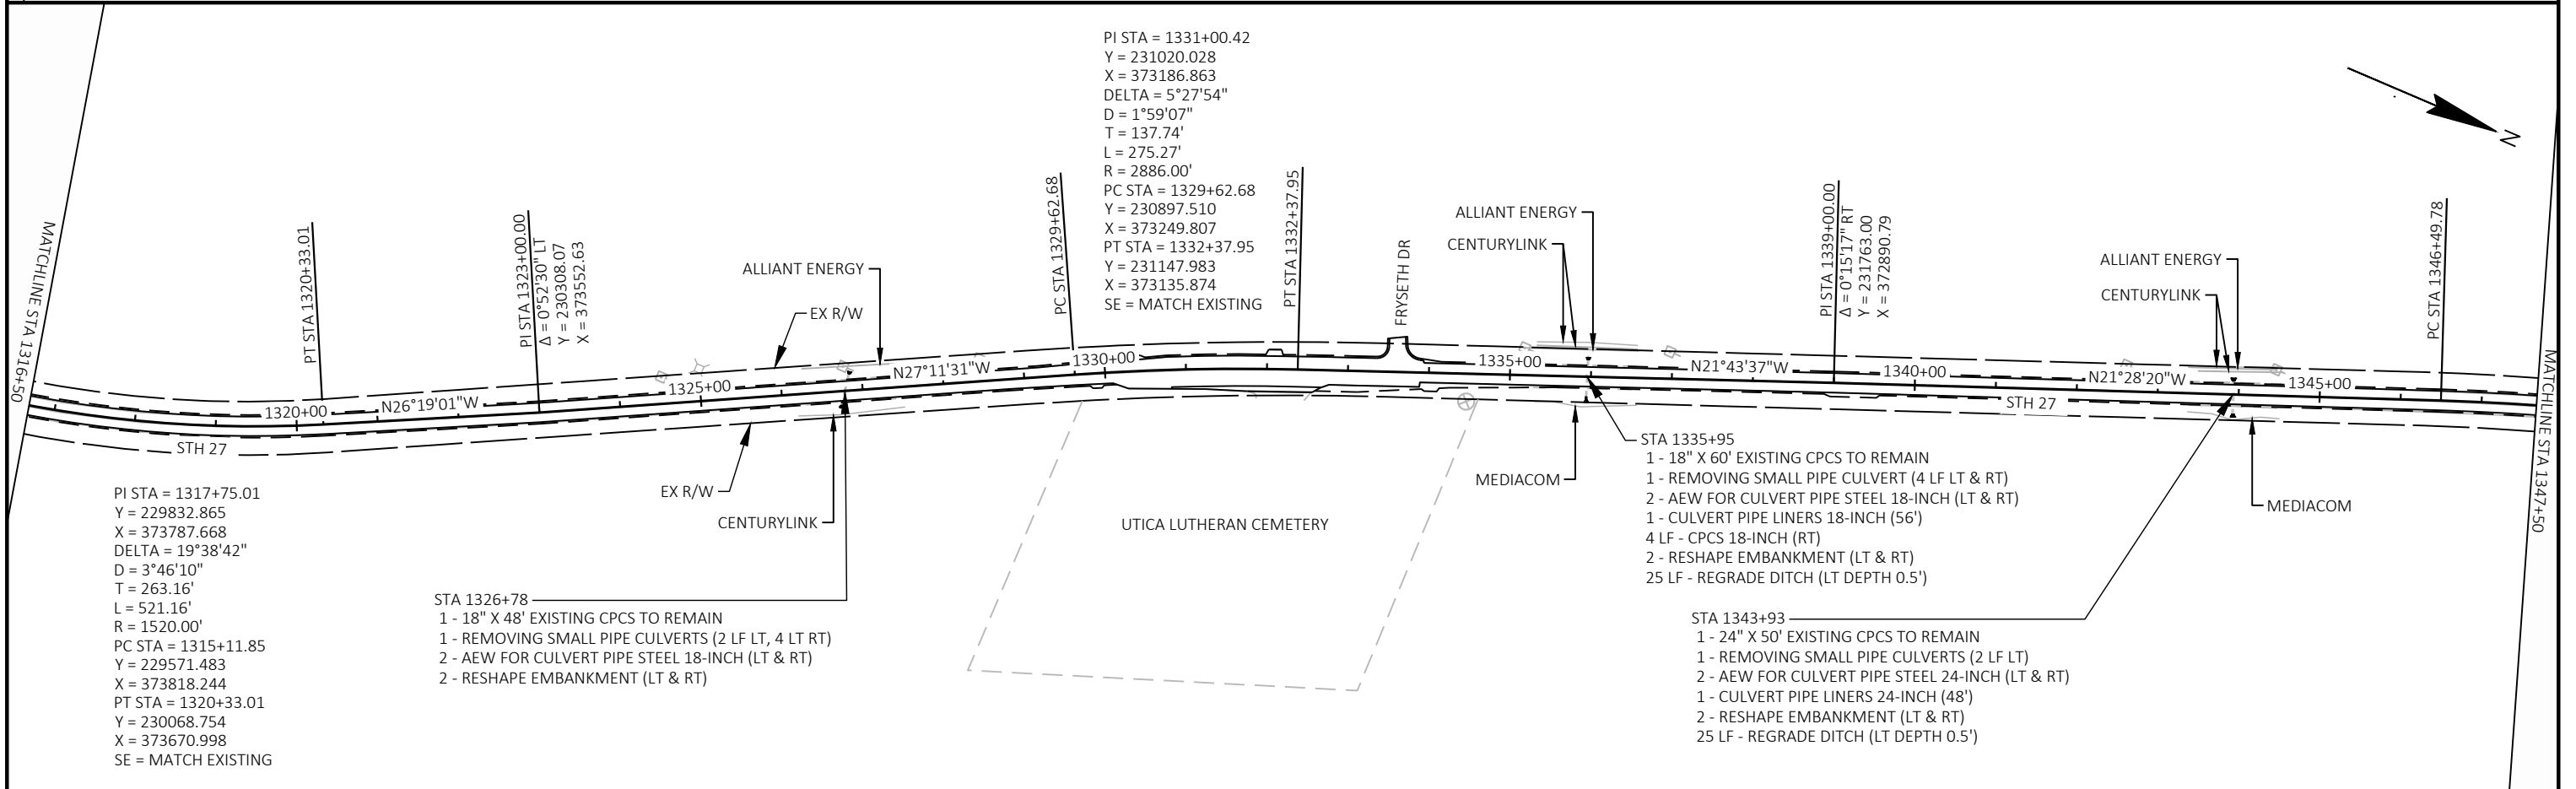 PI STA = 1331+00.42
Y = 231020.028
X = 373186.863
DELTA = 5°27'54"
D = 1°59'07"
T = 137.74'
L = 275.27'
R = 2886.00'
PC STA = 1329+62.68
Y = 230897.510
X = 373249.807
PT STA = 1332+37.95
Y = 231147.983
X = 373135.874
SE = MATCH EXISTING
N
MATCHLINE STA 1316+50
PT STA 1320+33.01
PI STA 1323+00.00
Δ = 0°52'30" LT
Y = 230308.07
X = 373552.63
ALLIANT ENERGY
EX R/W
PC STA 1329+62.68
PT STA 1332+37.95
FRYSETH DR
ALLIANT ENERGY
CENTURYLINK
PI STA 1339+00.00
Δ = 0°15'17" RT
Y = 231763.00
X = 372890.79
ALLIANT ENERGY
CENTURYLINK
PC STA 1346+49.78
MATCHLINE STA 1347+50
1320+00
N26°19'01"W
1325+00
N27°11'31"W
1330+00
1335+00
N21°43'37"W
1340+00
N21°28'20"W
1345+00
STH 27
STH 27
EX R/W
CENTURYLINK
MEDIACOM
MEDIACOM
UTICA LUTHERAN CEMETERY
PI STA = 1317+75.01
Y = 229832.865
X = 373787.668
DELTA = 19°38'42"
D = 3°46'10"
T = 263.16'
L = 521.16'
R = 1520.00'
PC STA = 1315+11.85
Y = 229571.483
X = 373818.244
PT STA = 1320+33.01
Y = 230068.754
X = 373670.998
SE = MATCH EXISTING
STA 1326+78
1 - 18" X 48' EXISTING CPCS TO REMAIN
1 - REMOVING SMALL PIPE CULVERTS (2 LF LT, 4 LT RT)
2 - AEW FOR CULVERT PIPE STEEL 18-INCH (LT & RT)
2 - RESHAPE EMBANKMENT (LT & RT)
STA 1335+95
1 - 18" X 60' EXISTING CPCS TO REMAIN
1 - REMOVING SMALL PIPE CULVERT (4 LF LT & RT)
2 - AEW FOR CULVERT PIPE STEEL 18-INCH (LT & RT)
1 - CULVERT PIPE LINERS 18-INCH (56')
4 LF - CPCS 18-INCH (RT)
2 - RESHAPE EMBANKMENT (LT & RT)
25 LF - REGRADE DITCH (LT DEPTH 0.5')
STA 1343+93
1 - 24" X 50' EXISTING CPCS TO REMAIN
1 - REMOVING SMALL PIPE CULVERTS (2 LF LT)
2 - AEW FOR CULVERT PIPE STEEL 24-INCH (LT & RT)
1 - CULVERT PIPE LINERS 24-INCH (48')
2 - RESHAPE EMBANKMENT (LT & RT)
25 LF - REGRADE DITCH (LT DEPTH 0.5')